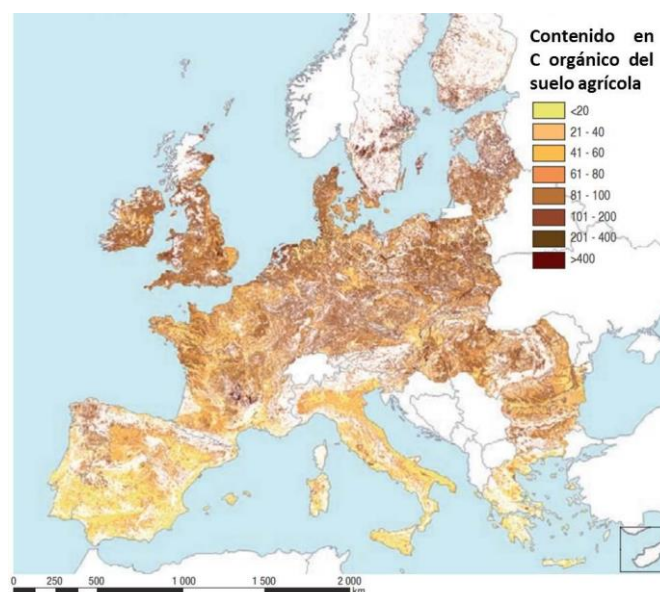 Contenido en
C orgánico del
suelo agrícola
<20
21 - 40
41 - 60
61 - 80
81 - 100
101 - 200
201 - 400
>400
0 250 500 1 000 1 500 2 000
km